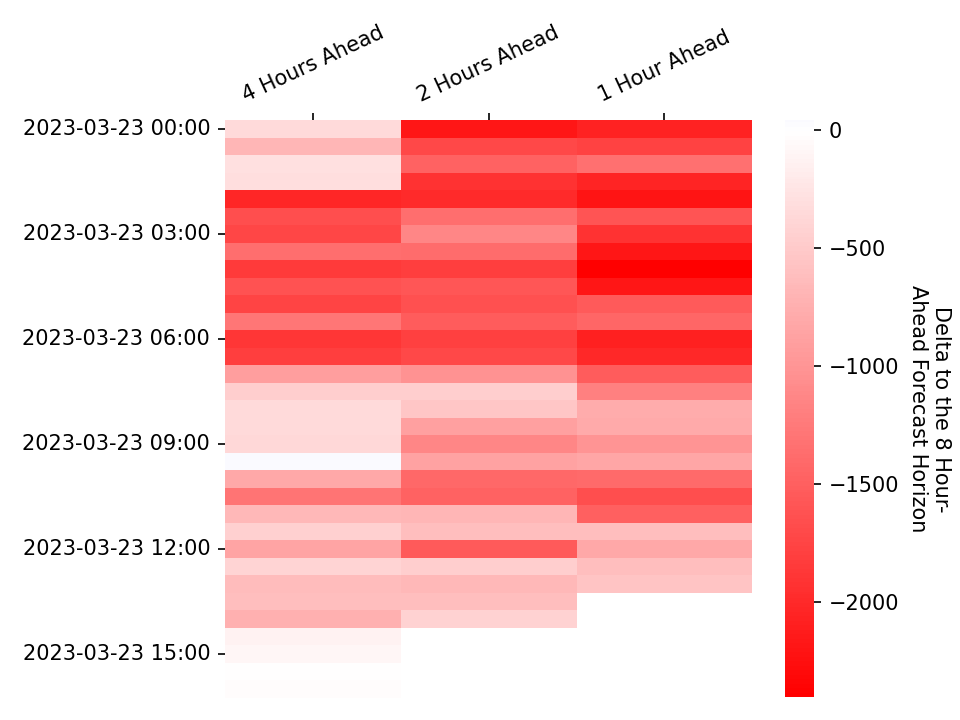 4 Hours Ahead
2 Hours Ahead
1 Hour Ahead
2023-03-23 00:00
2023-03-23 03:00
2023-03-23 06:00
2023-03-23 09:00
2023-03-23 12:00
2023-03-23 15:00
0
−500
−1000
−1500
−2000
Delta to the 8 Hour-
Ahead Forecast Horizon